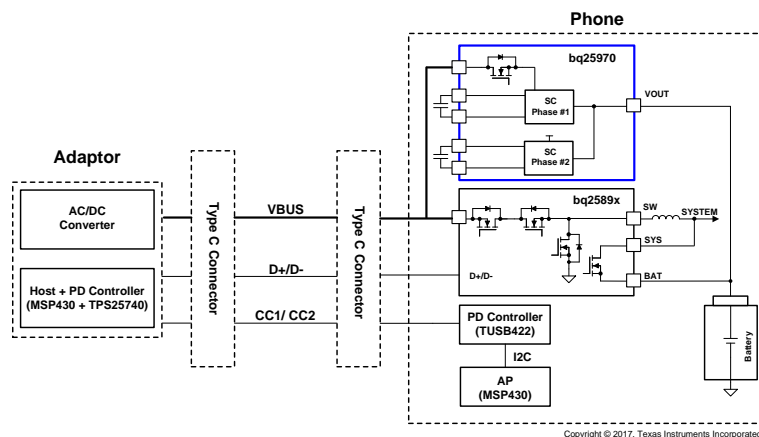 Phone
bq25970
SC
Phase #1
VOUT
SC
Phase #2
Adaptor
AC/DC
Converter
Host + PD Controller
(MSP430 + TPS25740)
Type C Connector
VBUS
D+/D-
CC1/ CC2
Type C Connector
bq2589x
SW
SYSTEM
SYS
D+/D-
BAT
PD Controller
(TUSB422)
I2C
AP
(MSP430)
Battery
Copyright © 2017, Texas Instruments Incorporated